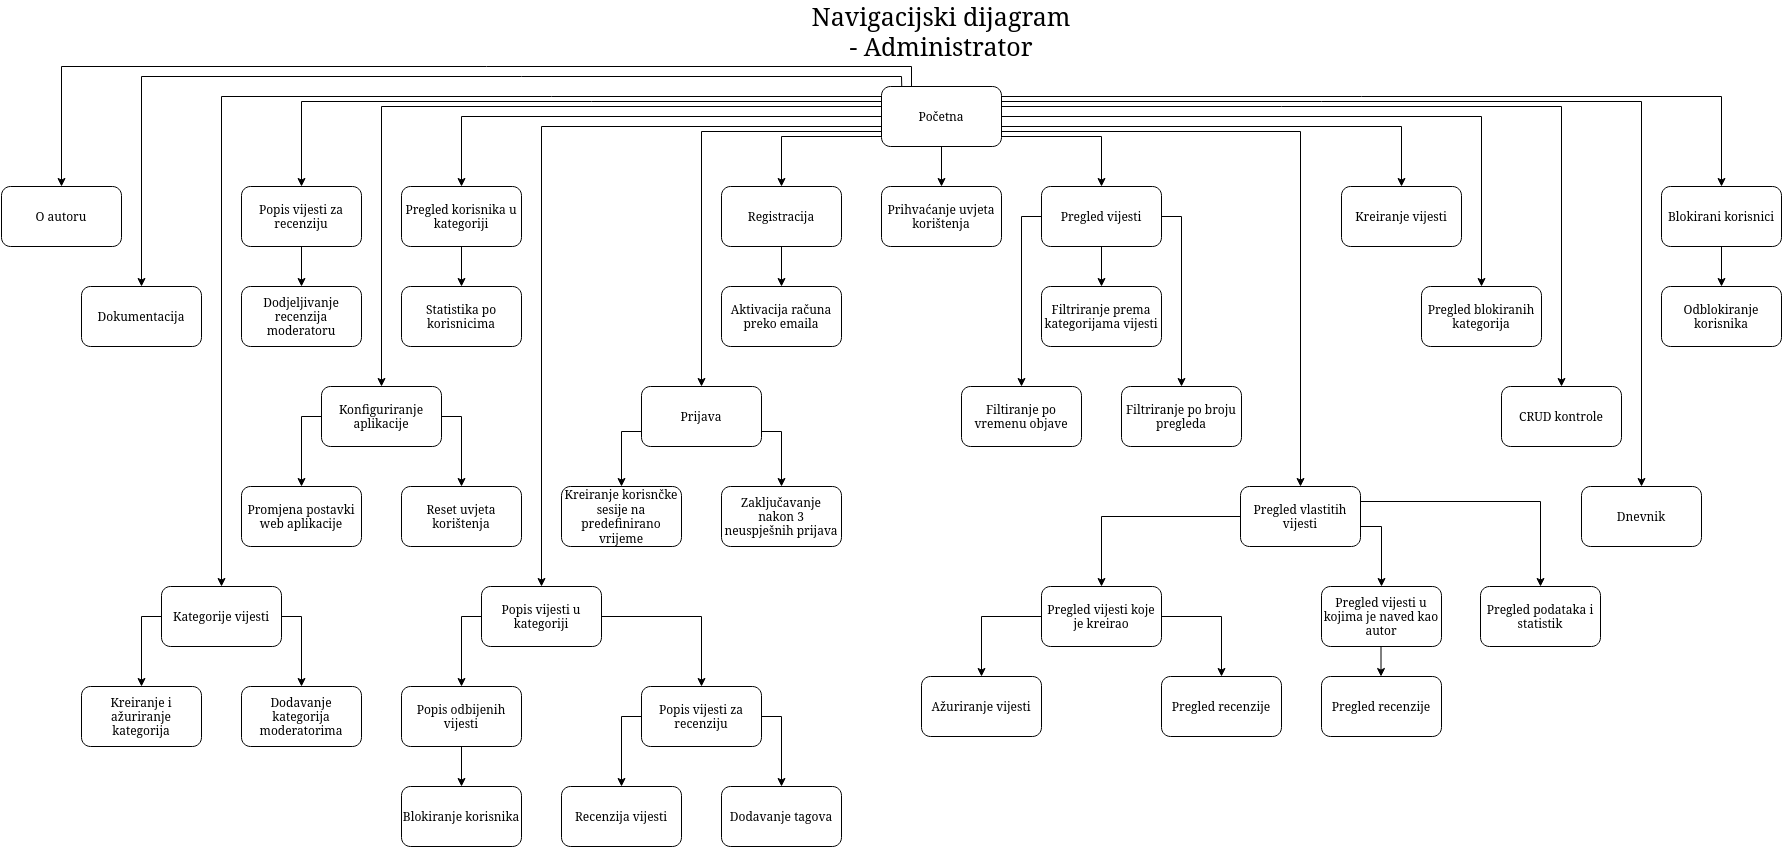 Navigacijski dijagram
- Administrator
Početna
O autoru
Popis vijesti za
recenziju
Pregled korisnika u
kategoriji
Registracija
Prihvaćanje uvjeta
korištenja
Pregled vijesti
Kreiranje vijesti
Blokirani korisnici
Dokumentacija
Dodjeljivanje
recenzija
moderatoru
Statistika po
korisnicima
Aktivacija računa
preko emaila
Filtriranje prema
kategorijama vijesti
Pregled blokiranih
kategorija
Odblokiranje
korisnika
Konfiguriranje
aplikacije
Prijava
Filtiranje po
vremenu objave
Filtriranje po broju
pregleda
CRUD kontrole
Promjena postavki
web aplikacije
Reset uvjeta
korištenja
Kreiranje korisnčke
sesije na
predefinirano
vrijeme
Zaključavanje
nakon 3
neuspješnih prijava
Pregled vlastitih
vijesti
Dnevnik
Kategorije vijesti
Popis vijesti u
kategoriji
Pregled vijesti koje
je kreirao
Pregled vijesti u
kojima je naved kao
autor
Pregled podataka i
statistik
Kreiranje i
ažuriranje
kategorija
Dodavanje
kategorija
moderatorima
Popis odbijenih
vijesti
Popis vijesti za
recenziju
Ažuriranje vijesti
Pregled recenzije
Pregled recenzije
Blokiranje korisnika
Recenzija vijesti
Dodavanje tagova